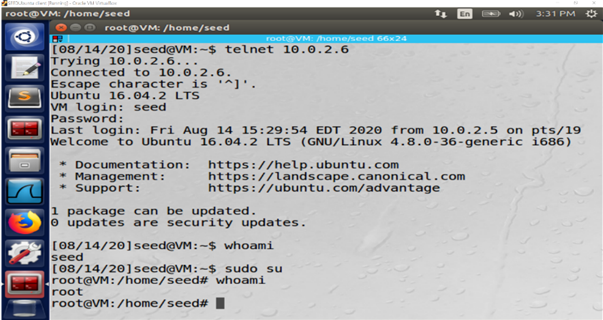 root@VM: /home/seed
En
3:31 PM
root@VM: /home/seed
root@VM: /home/seed 66x24
[08/14/20]seed@VM:~$ telnet 10.0.2.6
Trying 10.0.2.6...
Connected to 10.0.2.6.
Escape character is '^]'.
Ubuntu 16.04.2 LTS
VM login: seed
Password:
Last login: Fri Aug 14 15:29:54 EDT 2020 from 10.0.2.5 on pts/19
Welcome to Ubuntu 16.04.2 LTS (GNU/Linux 4.8.0-36-generic i686)
* Documentation: https://help.ubuntu.com
* Management: https://landscape.canonical.com
* Support: https://ubuntu.com/advantage
1 package can be updated.
0 updates are security updates.
[08/14/20]seed@VM:~$ whoami
seed
[08/14/20]seed@VM:~$ sudo su
root@VM:/home/seed# whoami
root
root@VM:/home/seed#